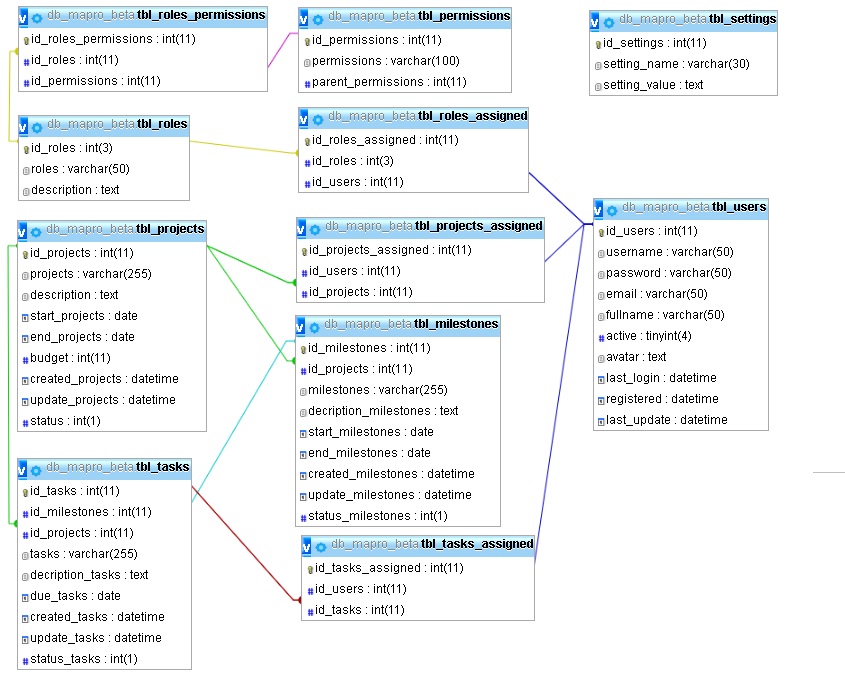 db_mapro_beta tbl_roles_permissions
id_roles_permissions : int(11)
id_roles : int(11)
id_permissions : int(11)
db_mapro_beta tbl_permissions
id_permissions : int(11)
permissions : varchar(100)
parent_permissions : int(11)
db_mapro_beta tbl_settings
id_settings : int(11)
setting_name : varchar(30)
setting_value : text
db_mapro_beta tbl_roles
id_roles : int(3)
roles : varchar(50)
description : text
db_mapro_beta tbl_roles_assigned
id_roles_assigned : int(11)
id_roles : int(3)
id_users : int(11)
db_mapro_beta tbl_users
id_users : int(11)
username : varchar(50)
password : varchar(50)
email : varchar(50)
fullname : varchar(50)
active : tinyint(4)
avatar : text
last_login : datetime
registered : datetime
last_update : datetime
db_mapro_beta tbl_projects
id_projects : int(11)
projects : varchar(255)
description : text
start_projects : date
end_projects : date
budget : int(11)
created_projects : datetime
update_projects : datetime
status : int(1)
db_mapro_beta tbl_projects_assigned
id_projects_assigned : int(11)
id_users : int(11)
id_projects : int(11)
db_mapro_beta tbl_milestones
id_milestones : int(11)
id_projects : int(11)
milestones : varchar(255)
decription_milestones : text
start_milestones : date
end_milestones : date
created_milestones : datetime
update_milestones : datetime
status_milestones : int(1)
db_mapro_beta tbl_tasks
id_tasks : int(11)
id_milestones : int(11)
id_projects : int(11)
tasks : varchar(255)
decription_tasks : text
due_tasks : date
created_tasks : datetime
update_tasks : datetime
status_tasks : int(1)
db_mapro_beta tbl_tasks_assigned
id_tasks_assigned : int(11)
id_users : int(11)
id_tasks : int(11)